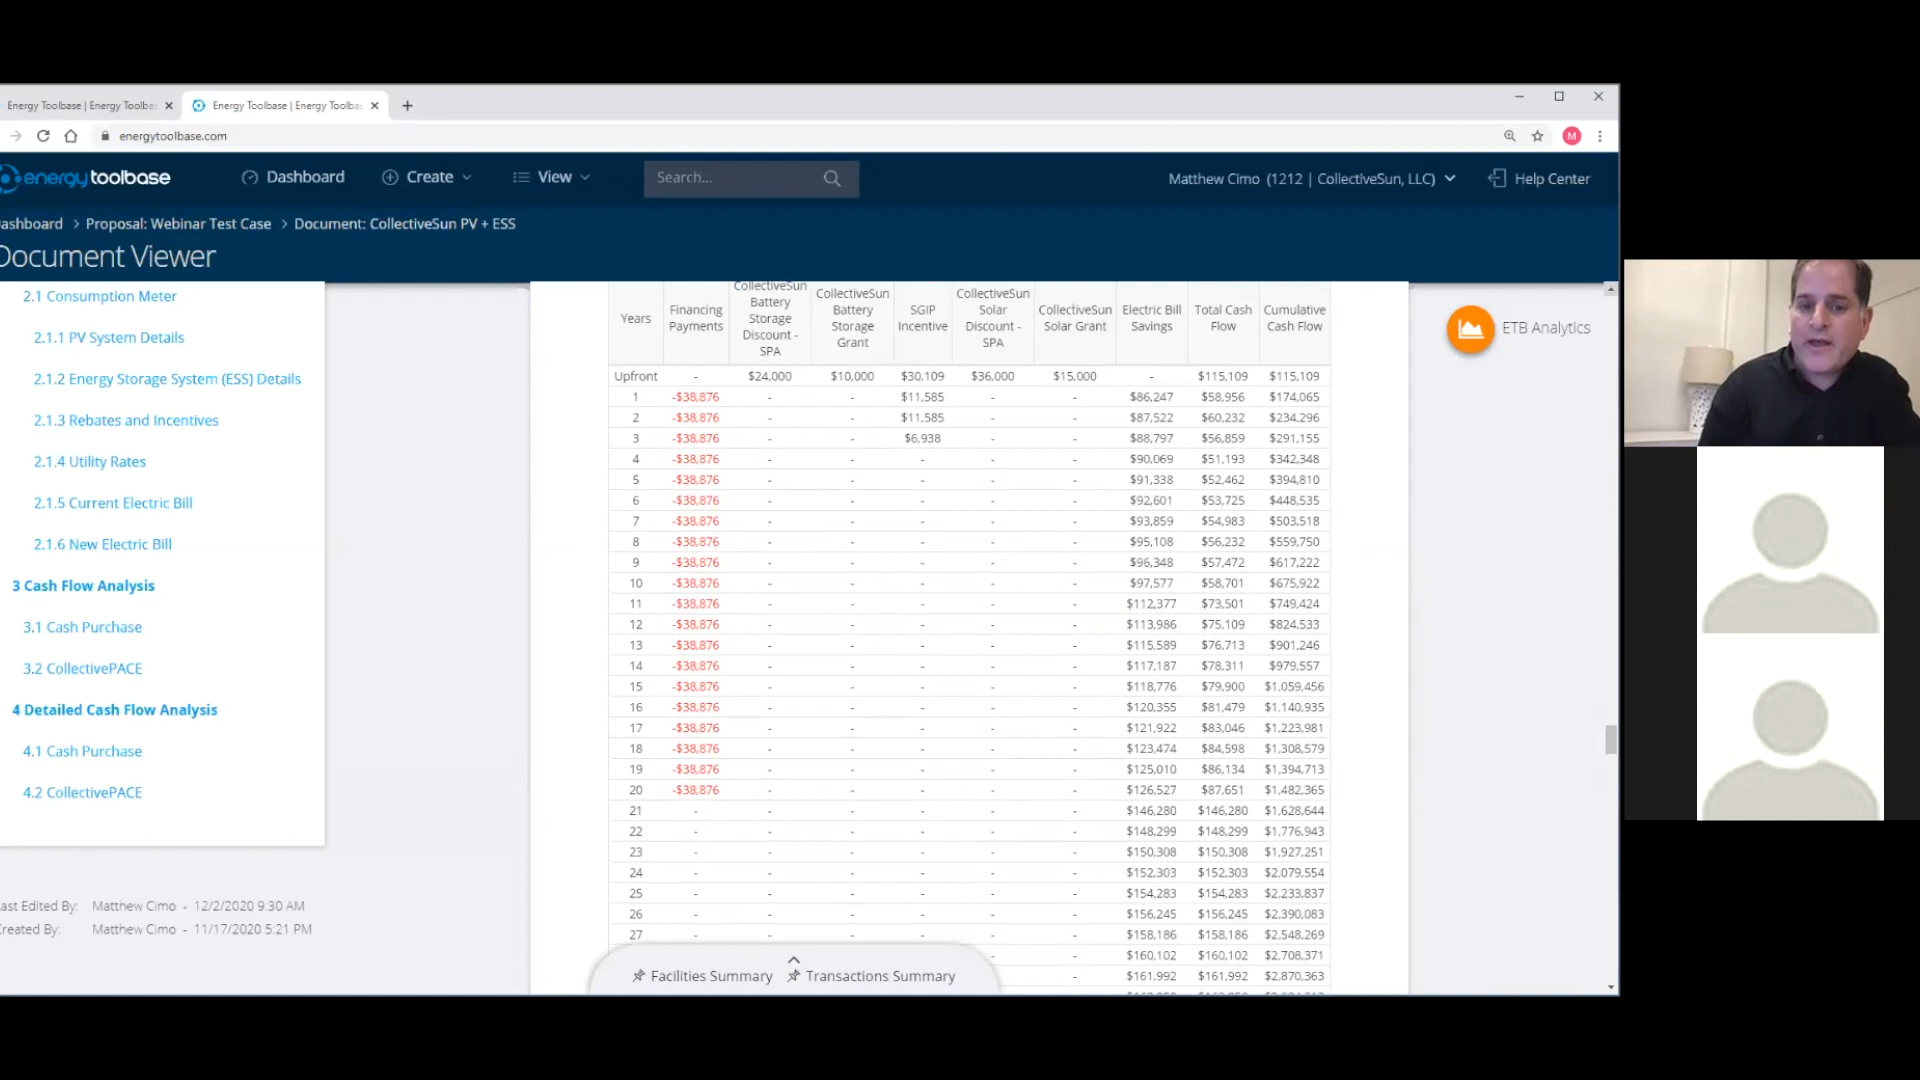 Energy Toolbase | Energy Toolba
Energy Toolbase | Energy Toolba
energytoolbase.com
M
energytoolbase
Dashboard
Create
View
Search...
Matthew Cimo (1212 | CollectiveSun, LLC)
Help Center
ashboard > Proposal: Webinar Test Case > Document: CollectiveSun PV + ESS
Document Viewer
2.1 Consumption Meter
2.1.1 PV System Details
2.1.2 Energy Storage System (ESS) Details
2.1.3 Rebates and Incentives
2.1.4 Utility Rates
2.1.5 Current Electric Bill
2.1.6 New Electric Bill
3 Cash Flow Analysis
3.1 Cash Purchase
3.2 CollectivePACE
4 Detailed Cash Flow Analysis
4.1 Cash Purchase
4.2 CollectivePACE
ast Edited By: Matthew Cimo - 12/2/2020 9:30 AM
reated By: Matthew Cimo - 11/17/2020 5:21 PM
Years
Financing Payments
CollectiveSun Battery Storage Discount - SPA
CollectiveSun Battery Storage Grant
SGIP Incentive
CollectiveSun Solar Discount - SPA
CollectiveSun Solar Grant
Electric Bill Savings
Total Cash Flow
Cumulative Cash Flow
Upfront - $24,000 $10,000 $30,109 $36,000 $15,000 - $115,109 $115,109
1 -$38,876 - - $11,585 - - $86,247 $58,956 $174,065
2 -$38,876 - - $11,585 - - $87,522 $60,232 $234,296
3 -$38,876 - - $6,938 - - $88,797 $56,859 $291,155
4 -$38,876 - - - - - $90,069 $51,193 $342,348
5 -$38,876 - - - - - $91,338 $52,462 $394,810
6 -$38,876 - - - - - $92,601 $53,725 $448,535
7 -$38,876 - - - - - $93,859 $54,983 $503,518
8 -$38,876 - - - - - $95,108 $56,232 $559,750
9 -$38,876 - - - - - $96,348 $57,472 $617,222
10 -$38,876 - - - - - $97,577 $58,701 $675,922
11 -$38,876 - - - - - $112,377 $73,501 $749,424
12 -$38,876 - - - - - $113,986 $75,109 $824,533
13 -$38,876 - - - - - $115,589 $76,713 $901,246
14 -$38,876 - - - - - $117,187 $78,311 $979,557
15 -$38,876 - - - - - $118,776 $79,900 $1,059,456
16 -$38,876 - - - - - $120,355 $81,479 $1,140,935
17 -$38,876 - - - - - $121,922 $83,046 $1,223,981
18 -$38,876 - - - - - $123,474 $84,598 $1,308,579
19 -$38,876 - - - - - $125,010 $86,134 $1,394,713
20 -$38,876 - - - - - $126,527 $87,651 $1,482,365
21 - - - - - - $146,280 $146,280 $1,628,644
22 - - - - - - $148,299 $148,299 $1,776,943
23 - - - - - - $150,308 $150,308 $1,927,251
24 - - - - - - $152,303 $152,303 $2,079,554
25 - - - - - - $154,283 $154,283 $2,233,837
26 - - - - - - $156,245 $156,245 $2,390,083
27 - - - - - - $158,186 $158,186 $2,548,269
- - $160,102 $160,102 $2,708,371
- $161,992 $161,992 $2,870,363
Facilities Summary
Transactions Summary
ETB Analytics